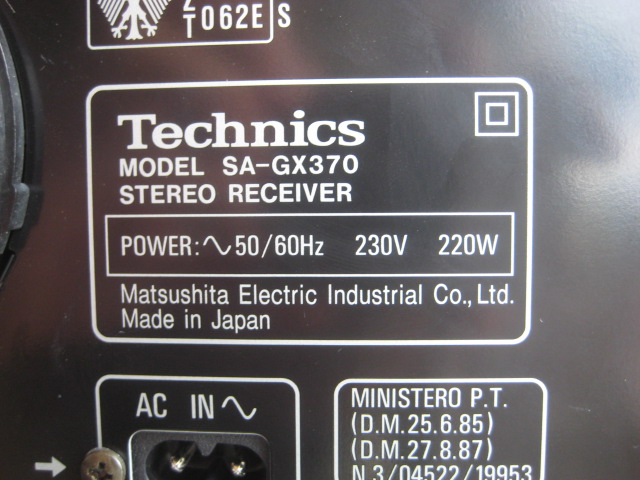 T062E S
Technics
MODEL SA-GX370
STEREO RECEIVER
POWER:∿50/60Hz 230V 220W
Matsushita Electric Industrial Co., Ltd.
Made in Japan
AC IN∿
MINISTERO P.T.
(D.M.25.6.85)
(D.M.27.8.87)
N.3/04522/19953